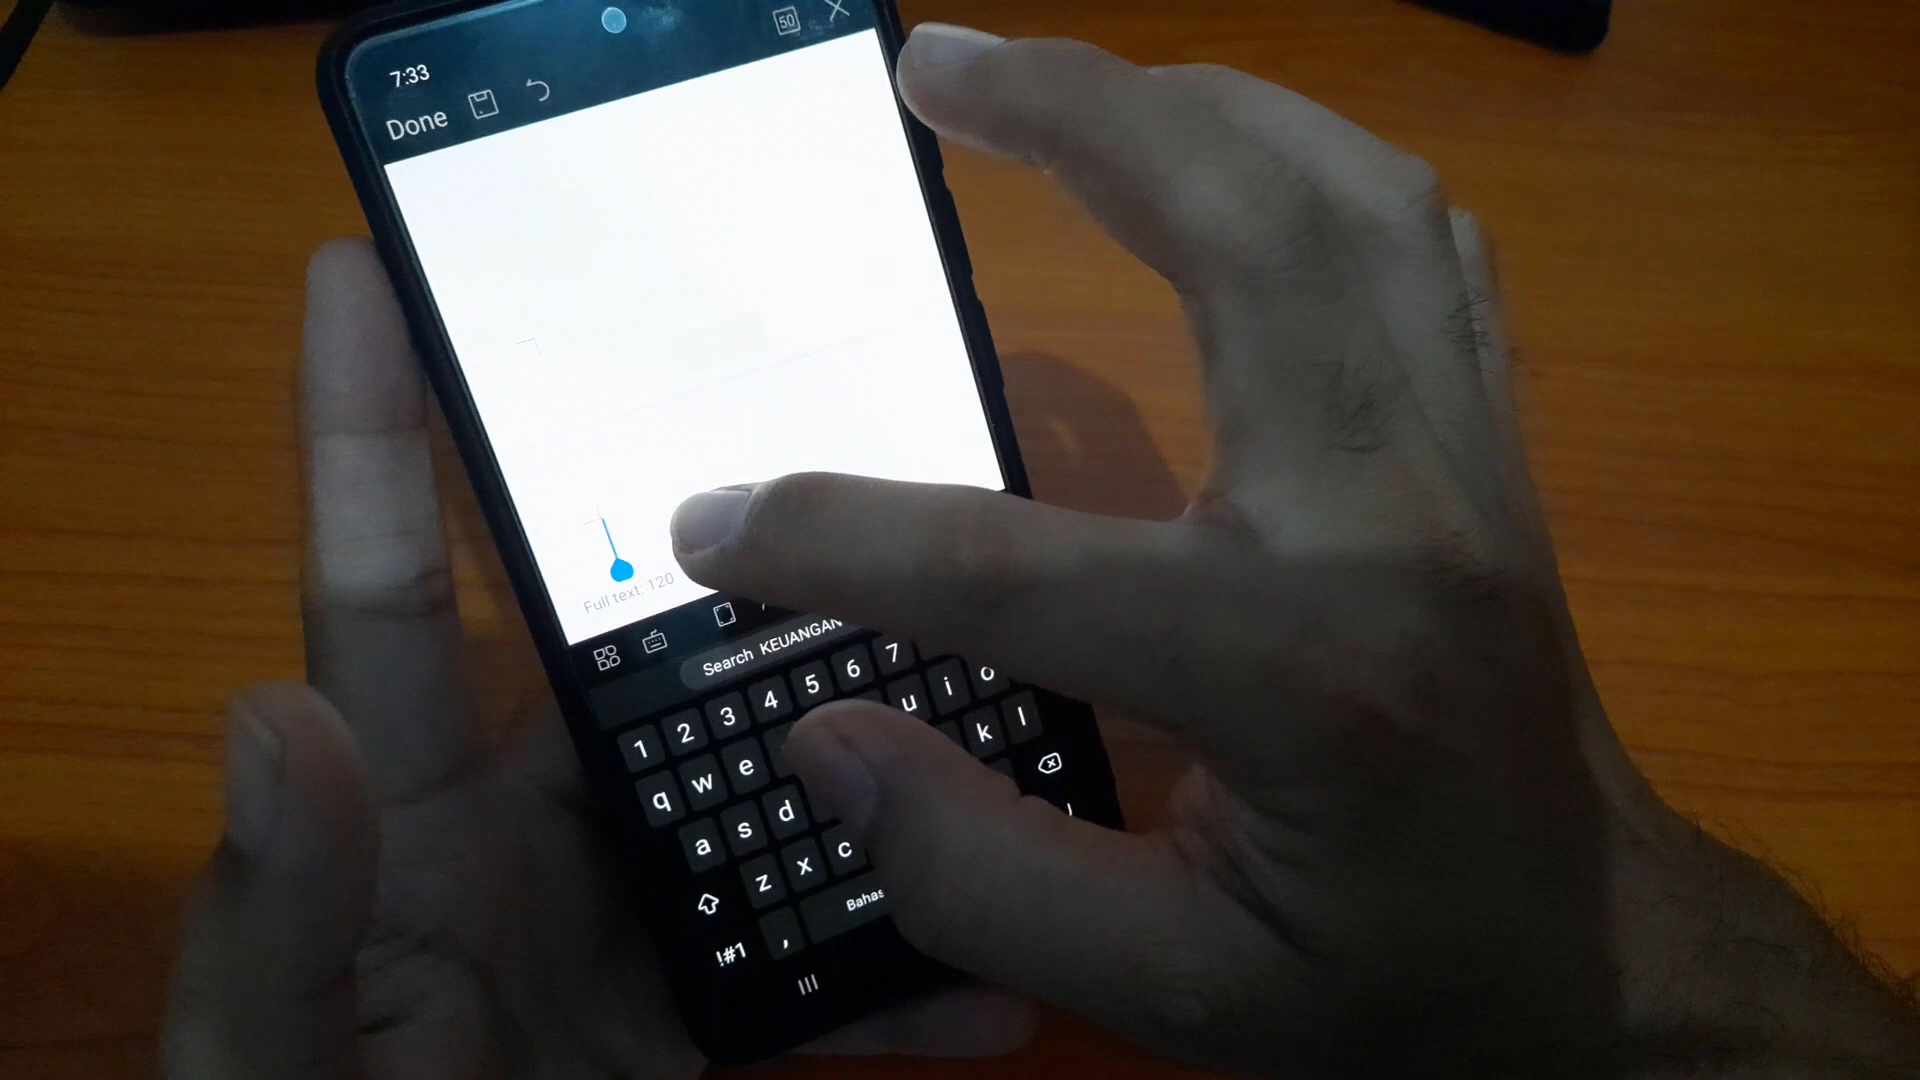 50
7:33
Done
Full text: 120
Search KEUANGAN
1 2 3 4 5 6 7
q w e u i o
a s d k l
z x c
!#1 , Bahas